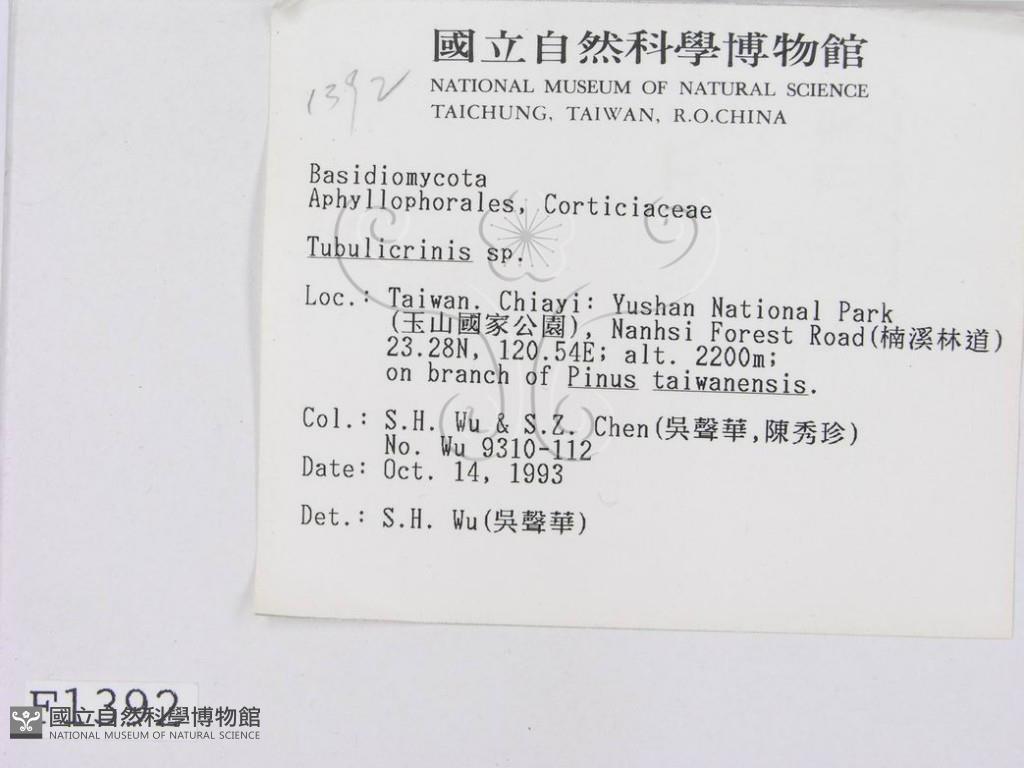 國立自然科學博物館
NATIONAL MUSEUM OF NATURAL SCIENCE
TAICHUNG, TAIWAN, R.O.CHINA
1392
Basidiomycota
Aphyllophorales, Corticiaceae
Tubulicrinis sp.
Loc.: Taiwan. Chiayi: Yushan National Park
(玉山國家公園), Nanhsi Forest Road(楠溪林道)
23.28N, 120.54E; alt. 2200m;
on branch of Pinus taiwanensis.
Col.: S.H. Wu & S.Z. Chen(吳聲華,陳秀珍)
No. Wu 9310-112
Date: Oct. 14, 1993
Det.: S.H. Wu(吳聲華)
F1392
國立自然科學博物館
NATIONAL MUSEUM OF NATURAL SCIENCE